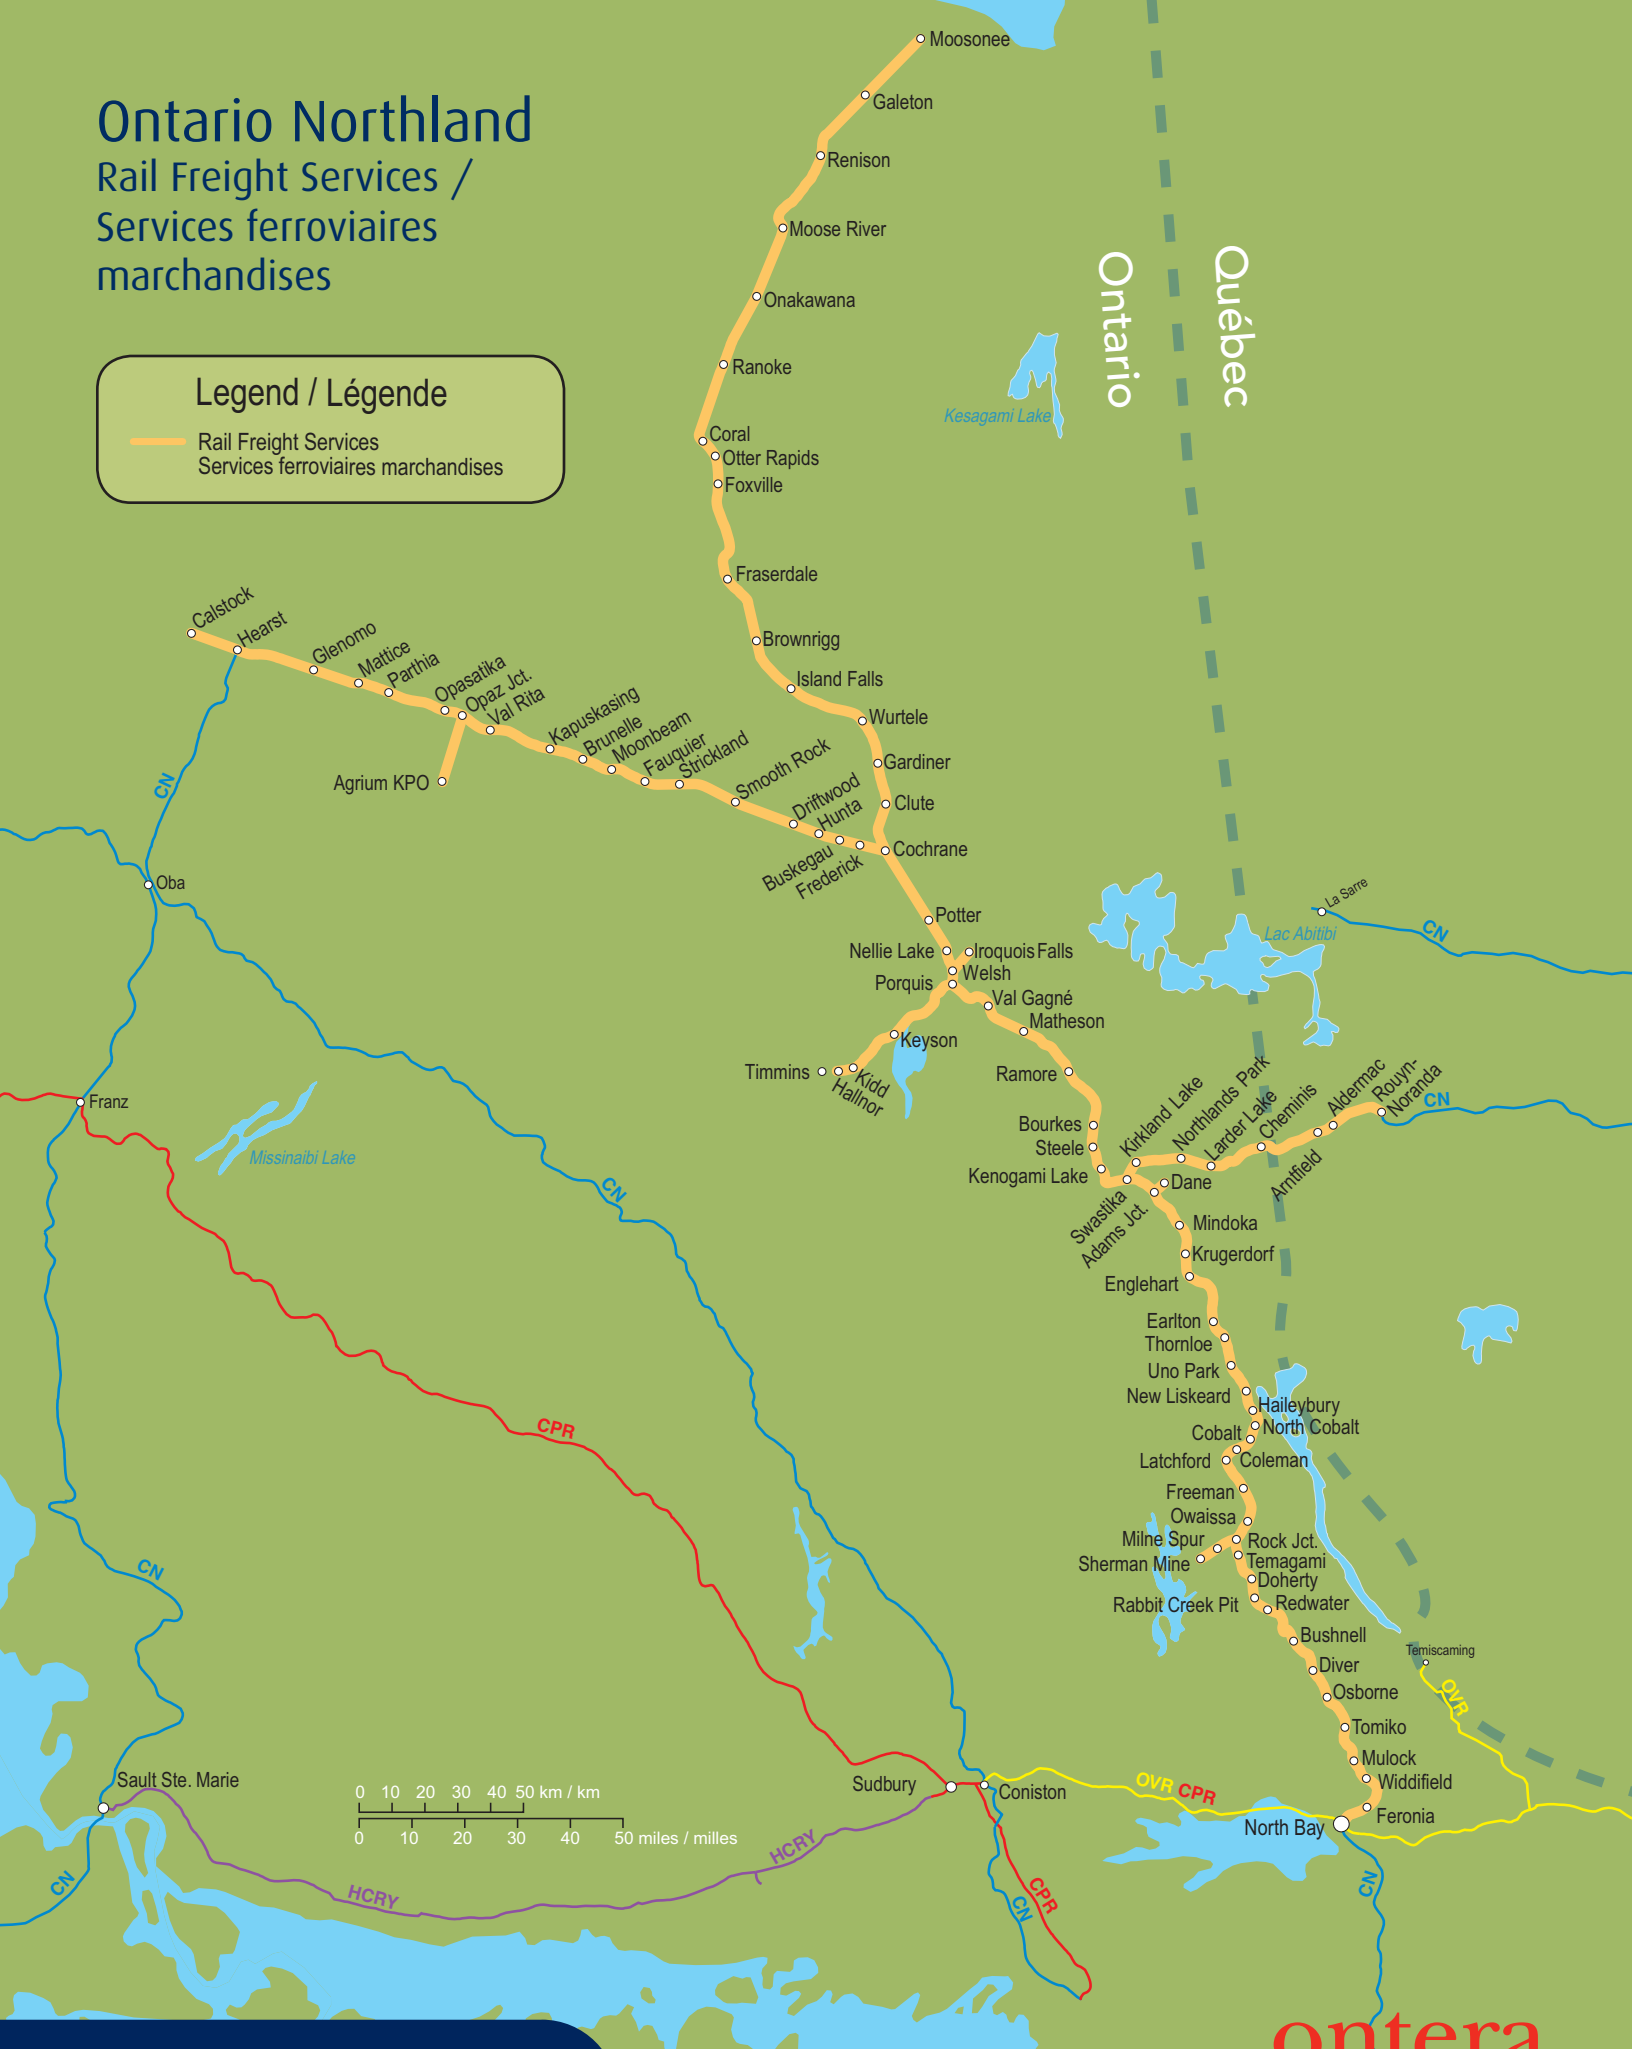 Ontario Northland
Rail Freight Services /
Services ferroviaires
marchandises
Legend / Légende
Rail Freight Services
Services ferroviaires marchandises
Moosonee
Galeton
Renison
Moose River
Onakawana
Ranoke
Coral
Otter Rapids
Foxville
Fraserdale
Brownrigg
Island Falls
Wurtele
Gardiner
Clute
Cochrane
Ontario
Québec
Kesagami Lake
Calstock
Hearst
Glenomo
Mattice
Parthia
Opasatika
Opaz Jct.
Val Rita
Agrium KPO
Kapuskasing
Brunelle
Moonbeam
Fauquier
Strickland
Smooth Rock
Driftwood
Hunta
Buskegau
Frederick
CN
Oba
Franz
Missinaibi Lake
CN
CPR
CN
Potter
Nellie Lake
Iroquois Falls
Welsh
Porquis
Val Gagné
Matheson
Keyson
Timmins
Kidd
Hallnor
Ramore
Bourkes
Steele
Kenogami Lake
Swastika
Adams Jct.
Kirkland Lake
Northlands Park
Larder Lake
Cheminis
Arntfield
Aldermac
Rouyn-
Noranda
CN
La Sarre
CN
Lac Abitibi
Dane
Mindoka
Krugerdorf
Englehart
Earlton
Thornloe
Uno Park
New Liskeard
Haileybury
North Cobalt
Cobalt
Coleman
Latchford
Freeman
Owaissa
Milne Spur
Rock Jct.
Sherman Mine
Temagami
Doherty
Rabbit Creek Pit
Redwater
Bushnell
Diver
Osborne
Tomiko
Mulock
Widdifield
Feronia
North Bay
Temiscaming
OVR
OVR CPR
CN
Sudbury
Coniston
CPR
CN
Sault Ste. Marie
CN
HCRY
HCRY
0 10 20 30 40 50 km / km
0 10 20 30 40 50 miles / milles
ontera